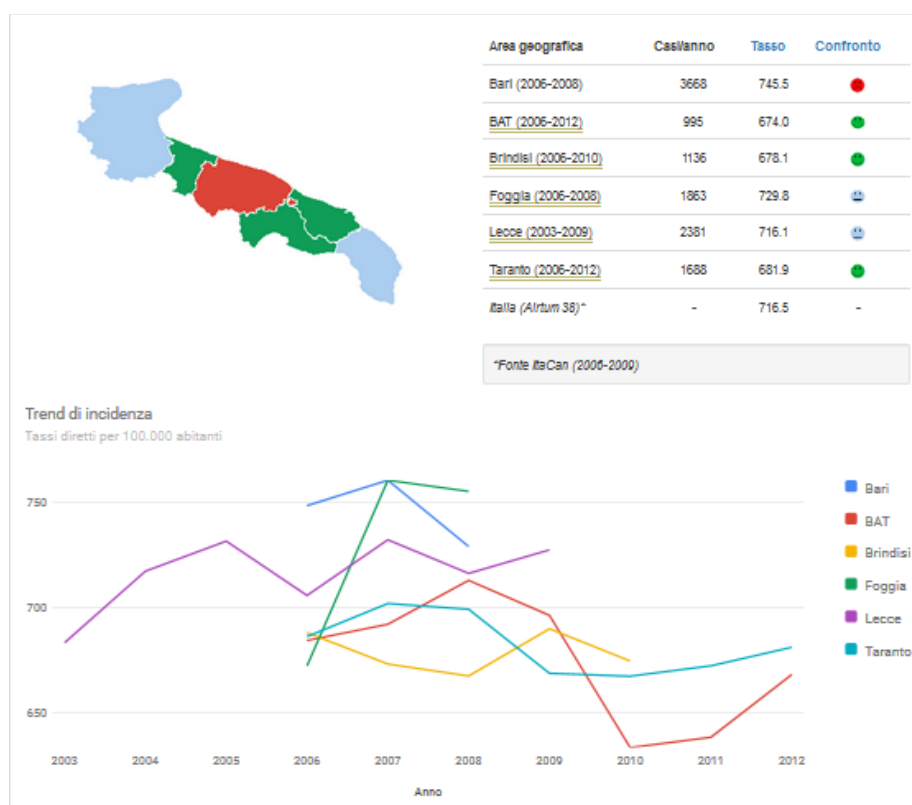 Area geografica Casi/anno Tasso Confronto
Bari (2006-2008) 3668 745.5
BAT (2006-2012) 995 674.0
Brindisi (2006-2010) 1136 678.1
Foggia (2006-2008) 1863 729.8
Lecce (2003-2009) 2381 716.1
Taranto (2006-2012) 1688 681.9
Italia (Airtum 38)^ - 716.5 -
^Fonte ItaCan (2006-2009)
Trend di incidenza
Tassi diretti per 100.000 abitanti
750
700
650
2003 2004 2005 2006 2007 2008 2009 2010 2011 2012
Anno
Bari
BAT
Brindisi
Foggia
Lecce
Taranto